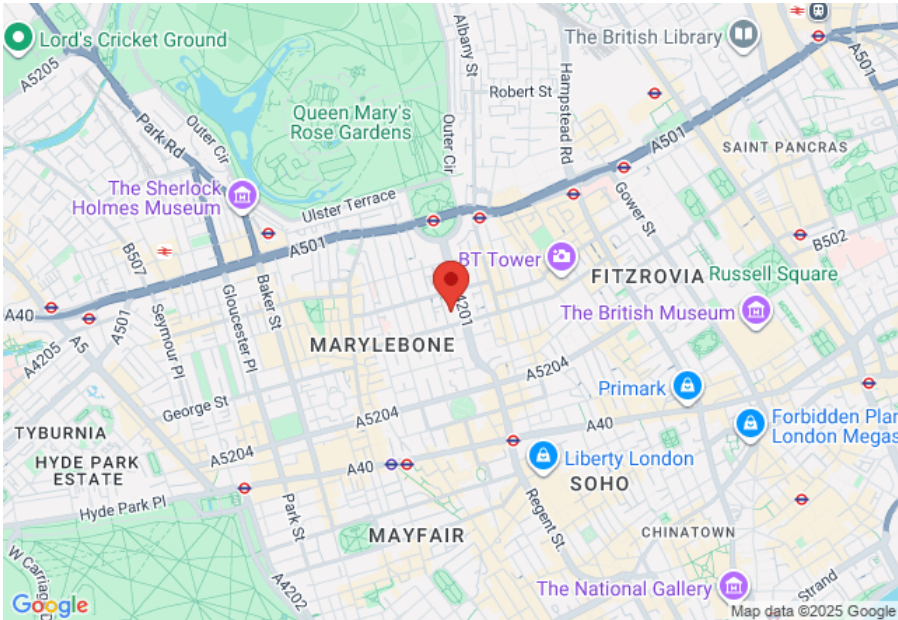 Lord's Cricket Ground
A5205
Albany St
The British Library
A501
Robert St
Hampstead Rd
Queen Mary's
Rose Gardens
Park Rd
Outer Cir
Outer Cir
A501
SAINT PANCRAS
The Sherlock
Holmes Museum
Ulster Terrace
Gower St
B507
A501
B502
BT Tower
FITZROVIA
Russell Square
A40
A501
Seymour Pl
Gloucester Pl
Baker St
4201
The British Museum
A4205
A5
MARYLEBONE
A5204
Primark
George St
A5204
A40
Forbidden Plan
London Megas
TYBURNIA
A5204
HYDE PARK
ESTATE
A40
Liberty London
SOHO
Hyde Park Pl
Park St
Regent St.
MAYFAIR
CHINATOWN
W Carriag
A4202
The National Gallery
Strand
Google
Map data ©2025 Google